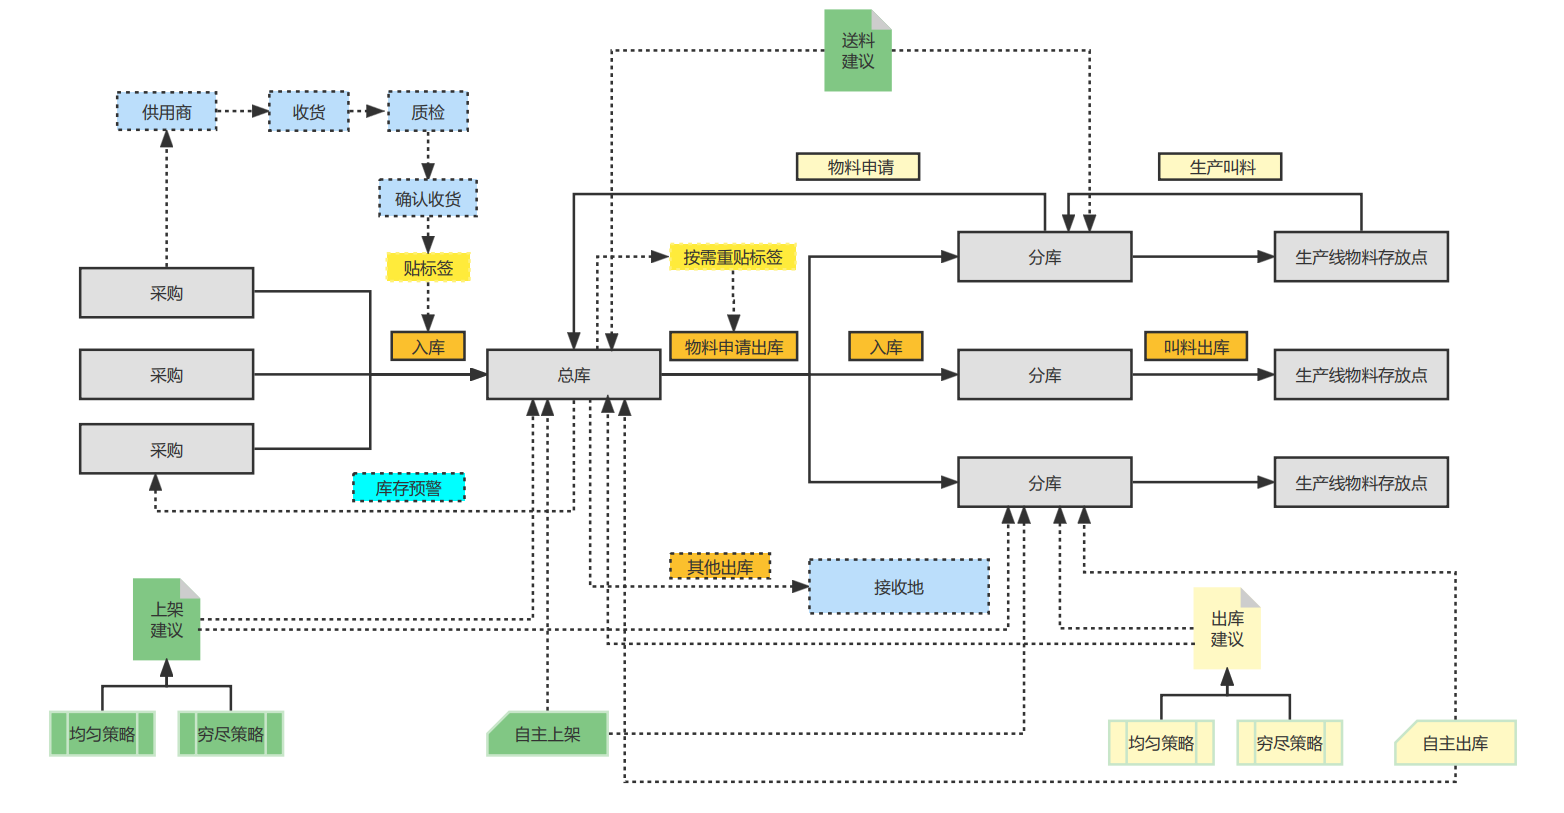 送料
建议
供用商
收货
质检
物料申请
生产叫料
确认收货
贴标签
按需重贴标签
分库
生产线物料存放点
采购
入库
物料申请出库
入库
叫料出库
采购
总库
分库
生产线物料存放点
采购
库存预警
分库
生产线物料存放点
其他出库
接收地
上架
建议
出库
建议
均匀策略
穷尽策略
自主上架
均匀策略
穷尽策略
自主出库